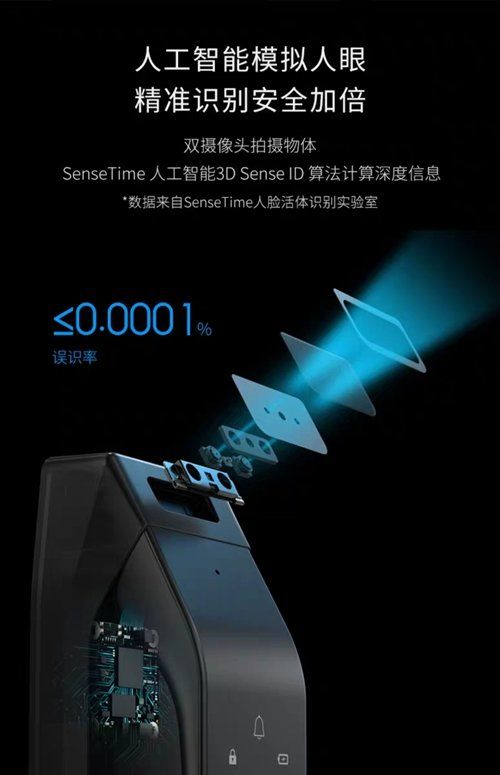 人工智能模拟人眼
精准识别安全加倍
双摄像头拍摄物体
SenseTime 人工智能3D Sense ID 算法计算深度信息
*数据来自SenseTime人脸活体识别实验室
≤0.0001%
误识率